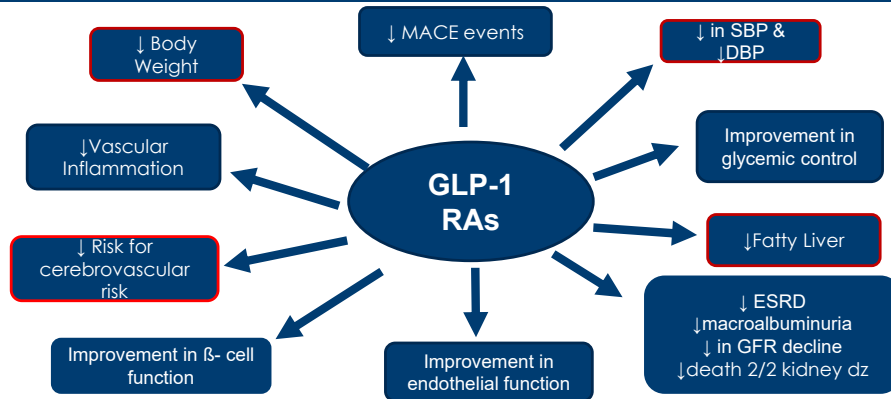 ↓ MACE events
↓ Body
Weight
↓ in SBP &
↓DBP
↓Vascular
Inflammation
Improvement in
glycemic control
GLP-1
RAs
↓ Risk for
cerebrovascular
risk
↓Fatty Liver
↓ ESRD
↓macroalbuminuria
↓ in GFR decline
↓death 2/2 kidney dz
Improvement in ß- cell
function
Improvement in
endothelial function